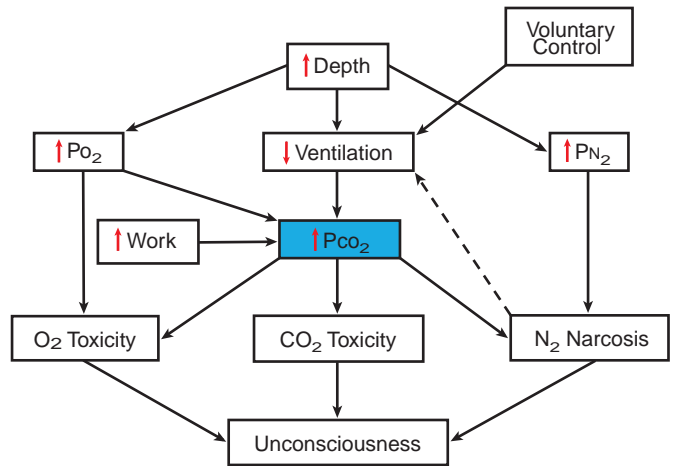 Voluntary
Control
↑Depth
↑PO₂
↓Ventilation
↑PN₂
↑Work
↑PCO₂
O₂ Toxicity
CO₂ Toxicity
N₂ Narcosis
Unconsciousness